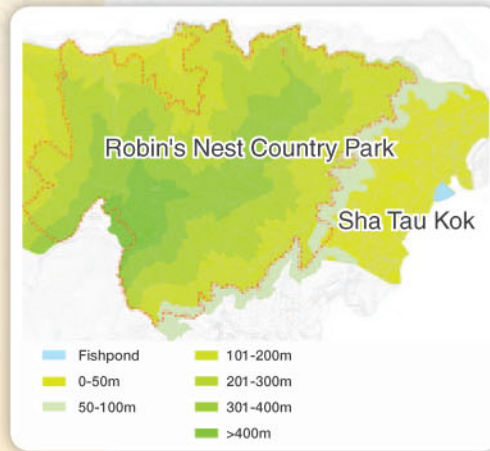 Robin's Nest Country Park
Sha Tau Kok
Fishpond
0-50m
50-100m
101-200m
201-300m
301-400m
>400m